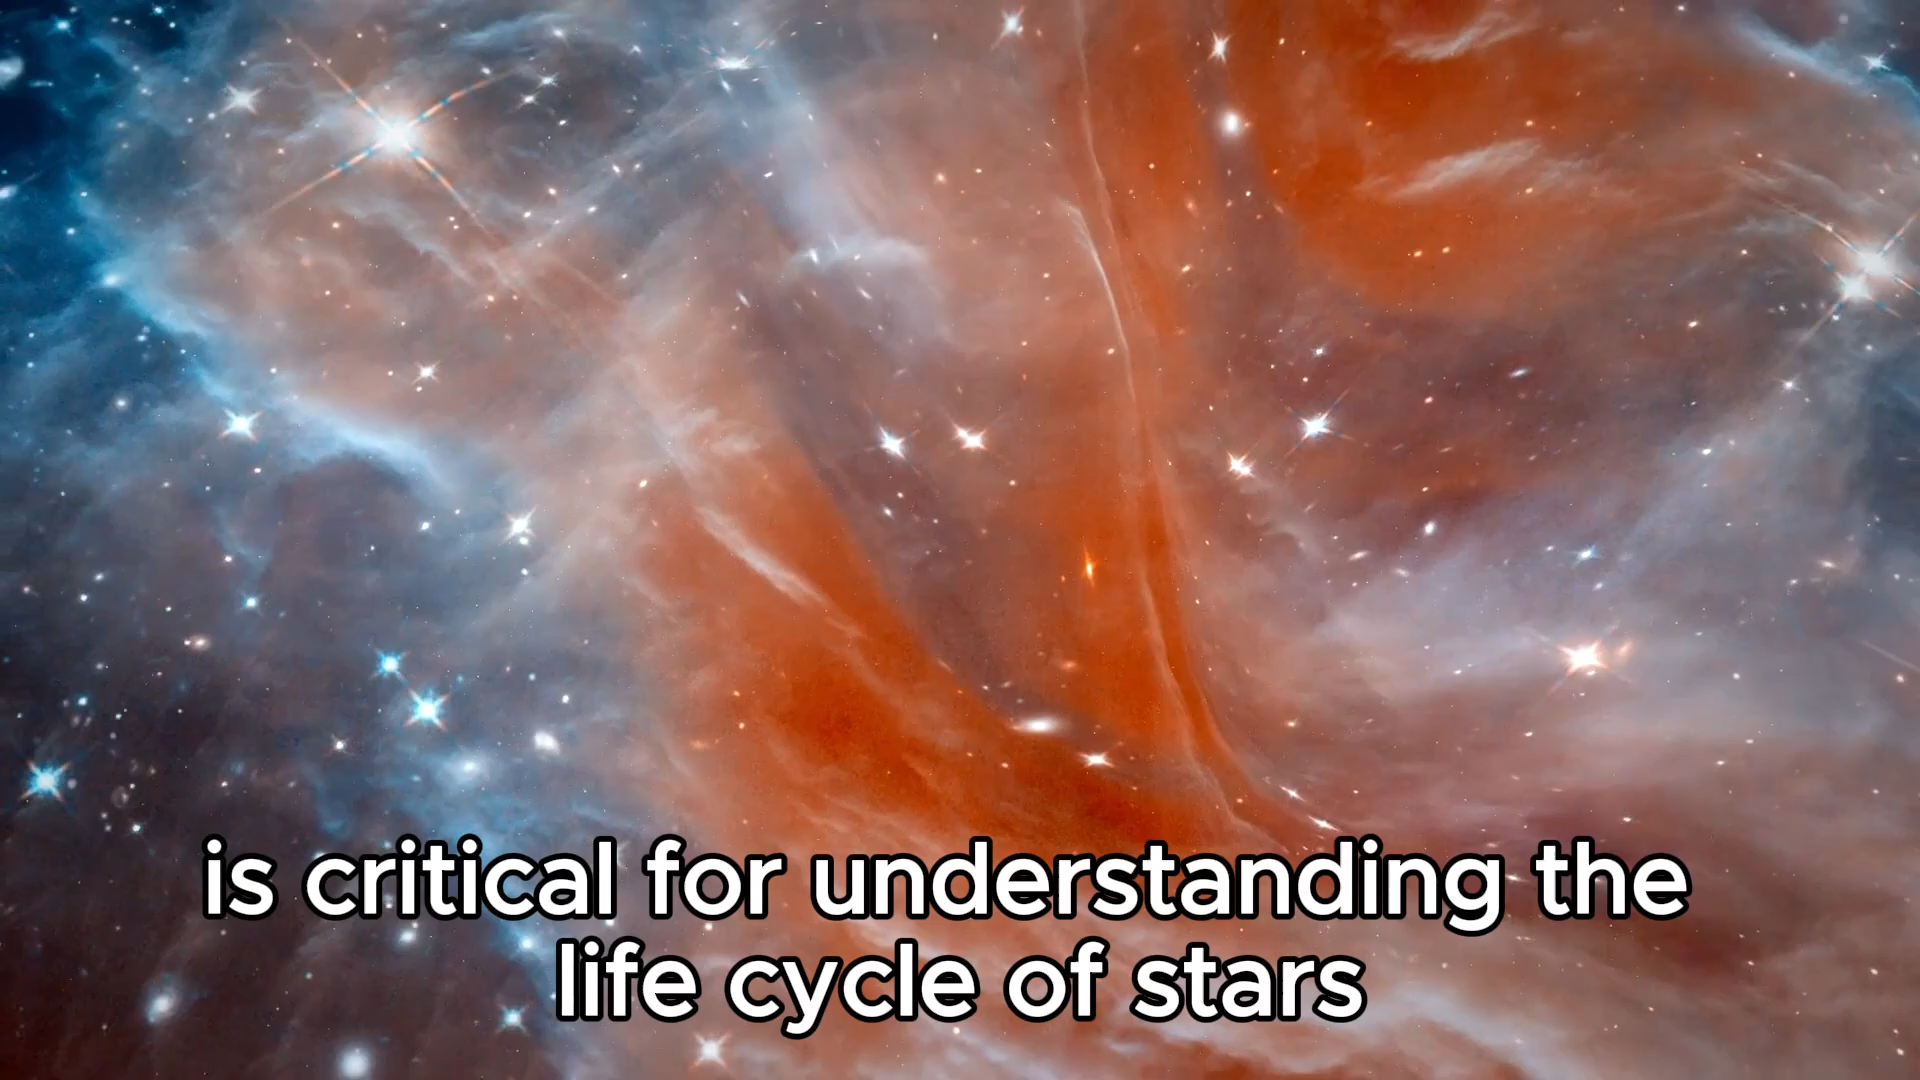 is critical for understanding the
life cycle of stars